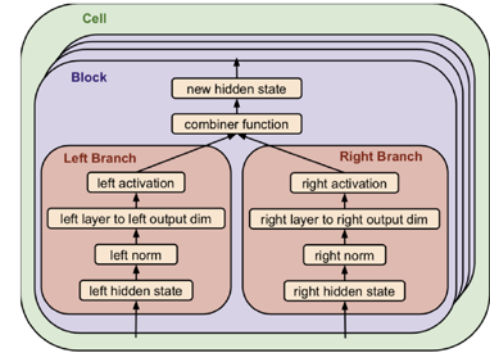 Cell
Block
new hidden state
combiner function
Left Branch
Right Branch
left activation
right activation
left layer to left output dim
right layer to right output dim
left norm
right norm
left hidden state
right hidden state